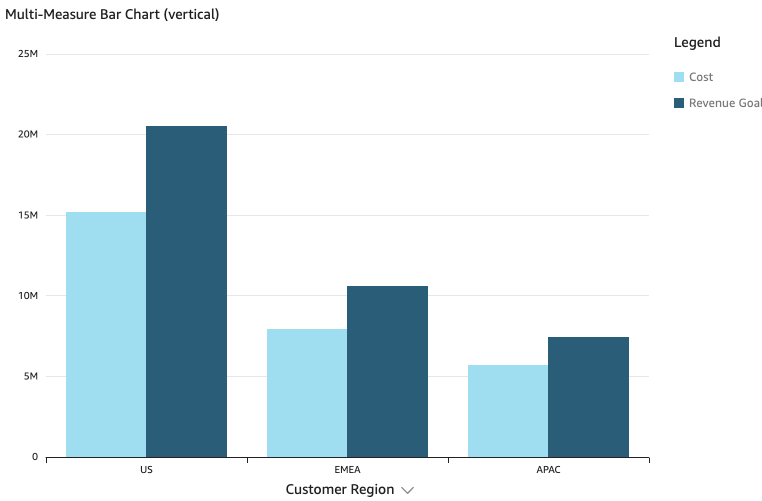 Multi-Measure Bar Chart (vertical)
Legend
Cost
Revenue Goal
25M
20M
15M
10M
5M
0
US EMEA APAC
Customer Region